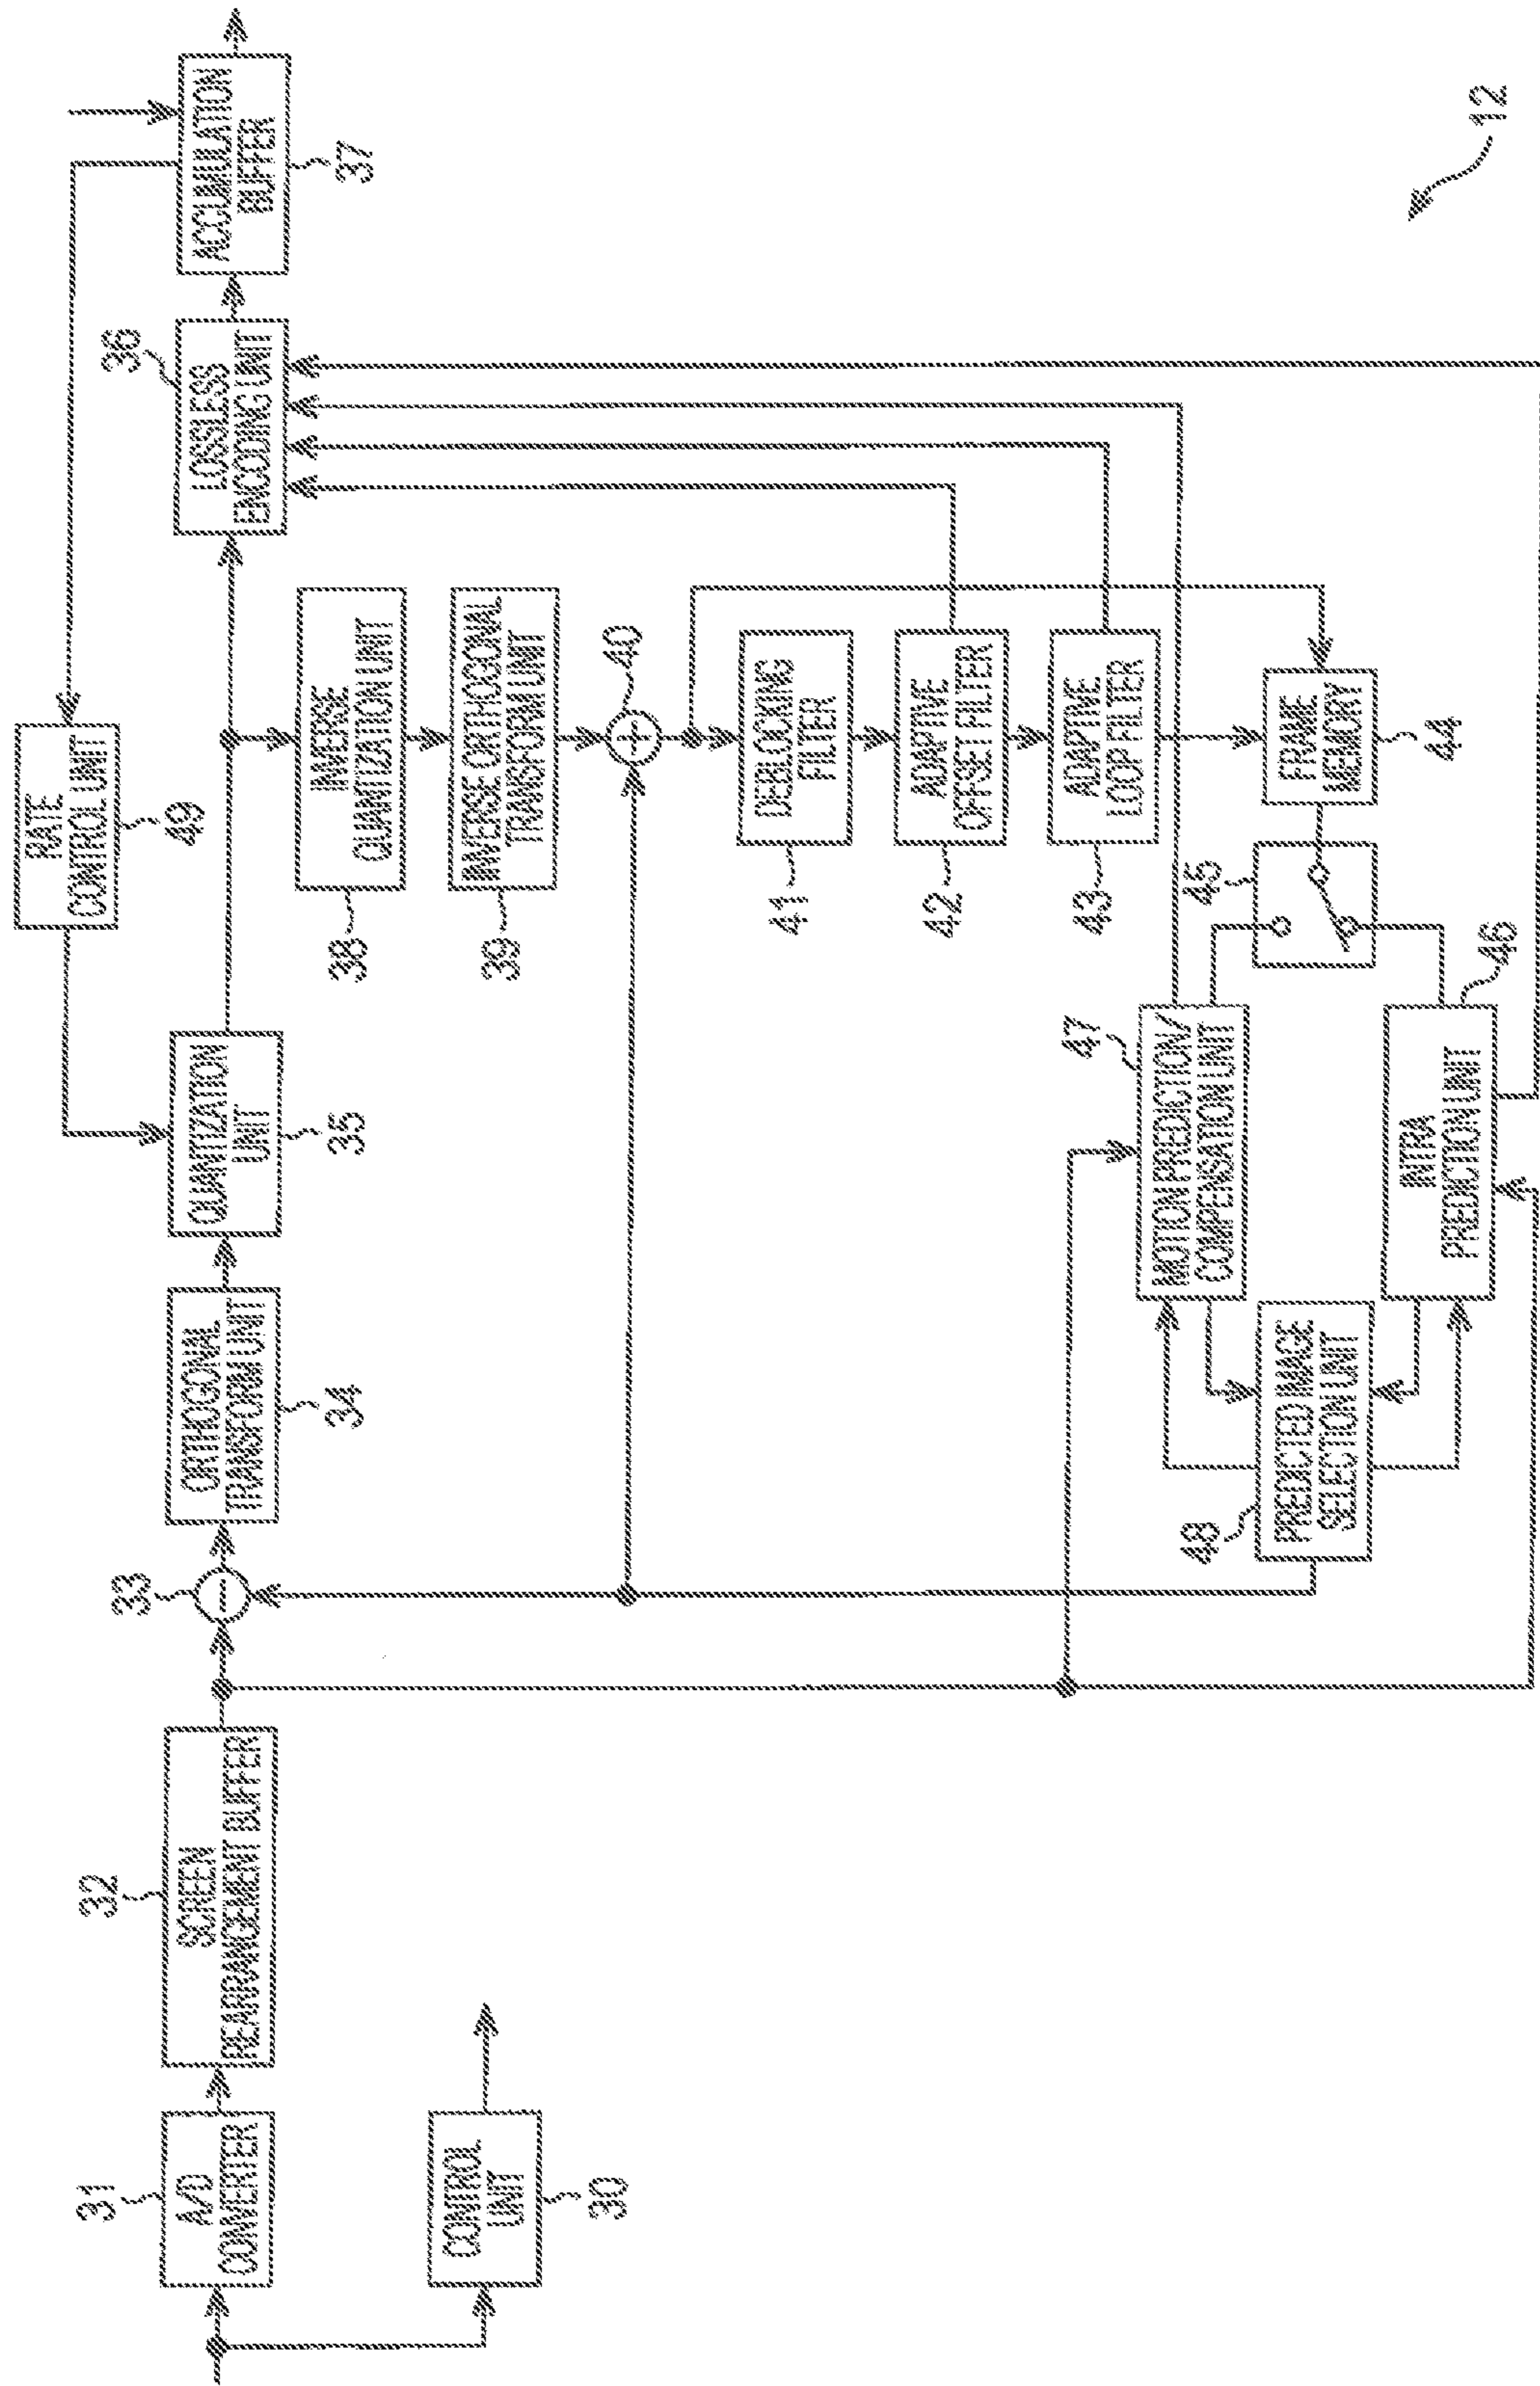 12
RATE
CONTROL UNIT
49
31
A/D
CONVERTER
32
SCREEN
REARRANGEMENT BUFFER
33
ORTHOGONAL
TRANSFORM UNIT
34
QUANTIZATION
UNIT
35
36
LOSSLESS
ENCODING UNIT
ACCUMULATION
BUFFER
37
CONTROL
UNIT
30
INVERSE
QUANTIZATION UNIT
38
INVERSE ORTHOGONAL
TRANSFORM UNIT
39
40
DEBLOCKING
FILTER
41
ADAPTIVE
OFFSET FILTER
42
ADAPTIVE
LOOP FILTER
43
FRAME
MEMORY
44
45
47
MOTION PREDICTION/
COMPENSATION UNIT
INTRA
PREDICTION UNIT
46
48
PREDICTED IMAGE
SELECTION UNIT